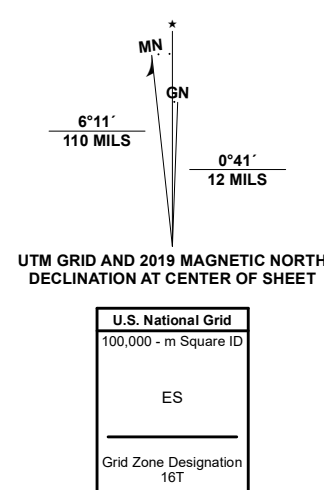 ★
MN
GN
6°11´
110 MILS
0°41´
12 MILS
UTM GRID AND 2019 MAGNETIC NORTH
DECLINATION AT CENTER OF SHEET
U.S. National Grid
100,000 - m Square ID
ES
Grid Zone Designation
16T